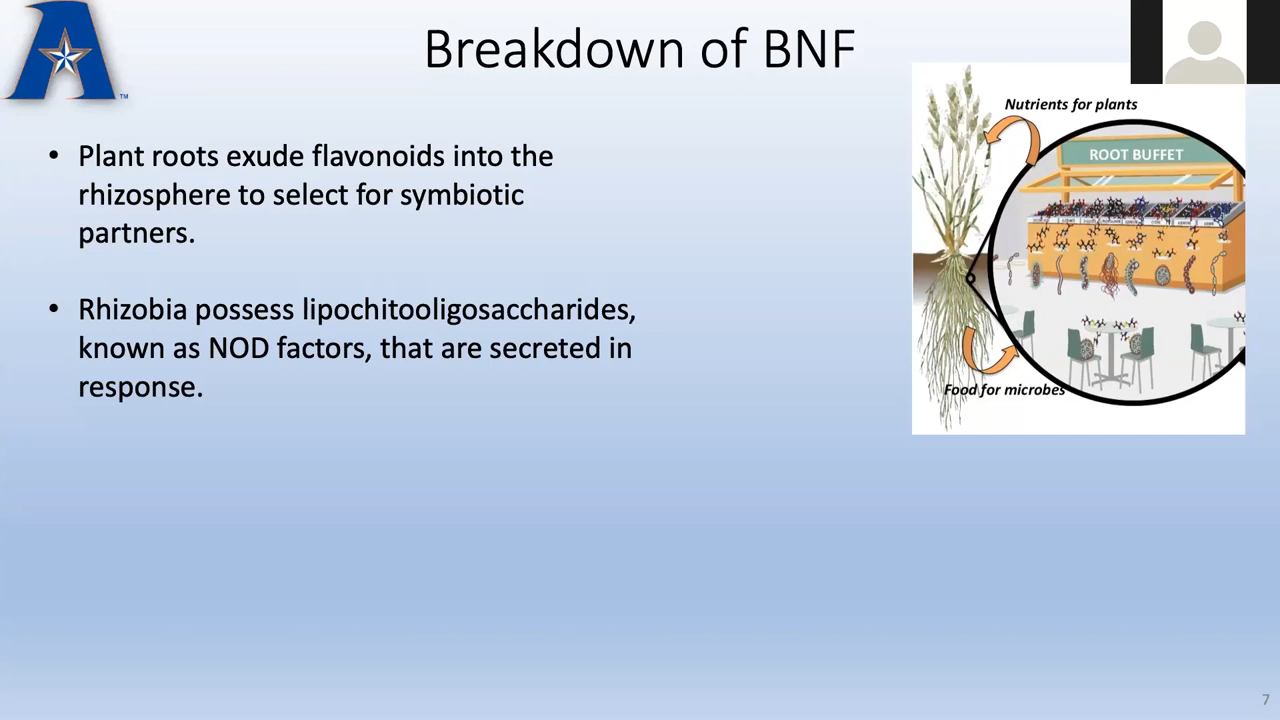 Breakdown of BNF
• Plant roots exude flavonoids into the
rhizosphere to select for symbiotic
partners.
• Rhizobia possess lipochitooligosaccharides,
known as NOD factors, that are secreted in
response.
Nutrients for plants
ROOT BUFFET
Food for microbes
A
TM
7